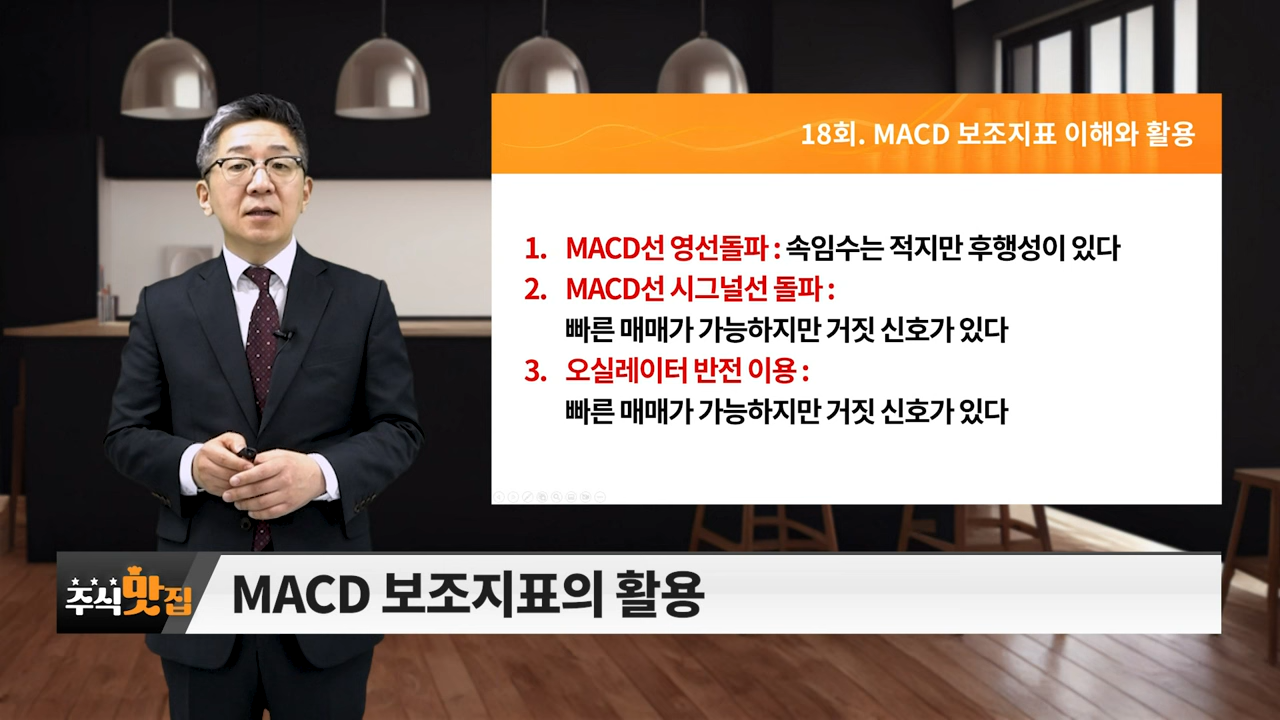 18회. MACD 보조지표 이해와 활용
1. MACD선 영선돌파 : 속임수는 적지만 후행성이 있다
2. MACD선 시그널선 돌파 :
빠른 매매가 가능하지만 거짓 신호가 있다
3. 오실레이터 반전 이용 :
빠른 매매가 가능하지만 거짓 신호가 있다
주식맛집
MACD 보조지표의 활용